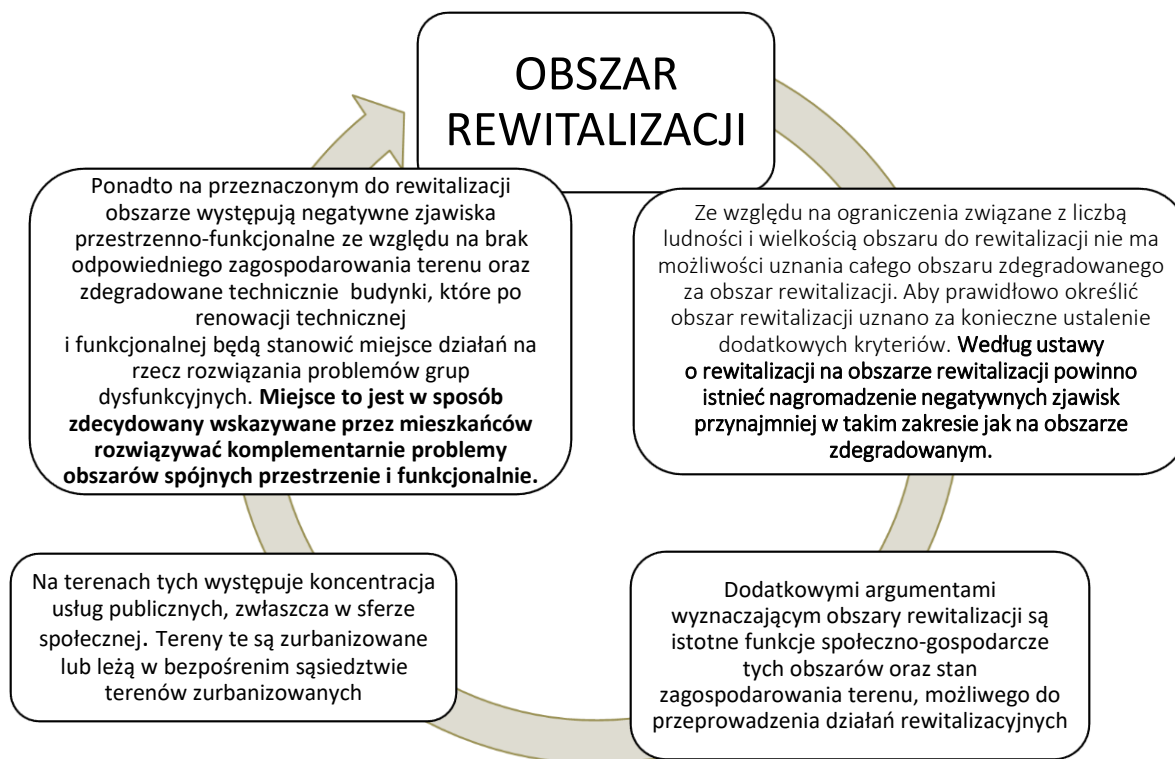 OBSZAR
REWITALIZACJI
Ze względu na ograniczenia związane z liczbą
ludności i wielkością obszaru do rewitalizacji nie ma
możliwości uznania całego obszaru zdegradowanego
za obszar rewitalizacji. Aby prawidłowo określić
obszar rewitalizacji uznano za konieczne ustalenie
dodatkowych kryteriów. Według ustawy
o rewitalizacji na obszarze rewitalizacji powinno
istnieć nagromadzenie negatywnych zjawisk
przynajmniej w takim zakresie jak na obszarze
zdegradowanym.
Dodatkowymi argumentami
wyznaczającym obszary rewitalizacji są
istotne funkcje społeczno-gospodarcze
tych obszarów oraz stan
zagospodarowania terenu, możliwego do
przeprowadzenia działań rewitalizacyjnych
Na terenach tych występuje koncentracja
usług publicznych, zwłaszcza w sferze
społecznej. Tereny te są zurbanizowane
lub leżą w bezpośrenim sąsiedztwie
terenów zurbanizowanych
Ponadto na przeznaczonym do rewitalizacji
obszarze występują negatywne zjawiska
przestrzenno-funkcjonalne ze względu na brak
odpowiedniego zagospodarowania terenu oraz
zdegradowane technicznie budynki, które po
renowacji technicznej
i funkcjonalnej będą stanowić miejsce działań na
rzecz rozwiązania problemów grup
dysfunkcyjnych. Miejsce to jest w sposób
zdecydowany wskazywane przez mieszkańców
rozwiązywać komplementarnie problemy
obszarów spójnych przestrzenie i funkcjonalnie.